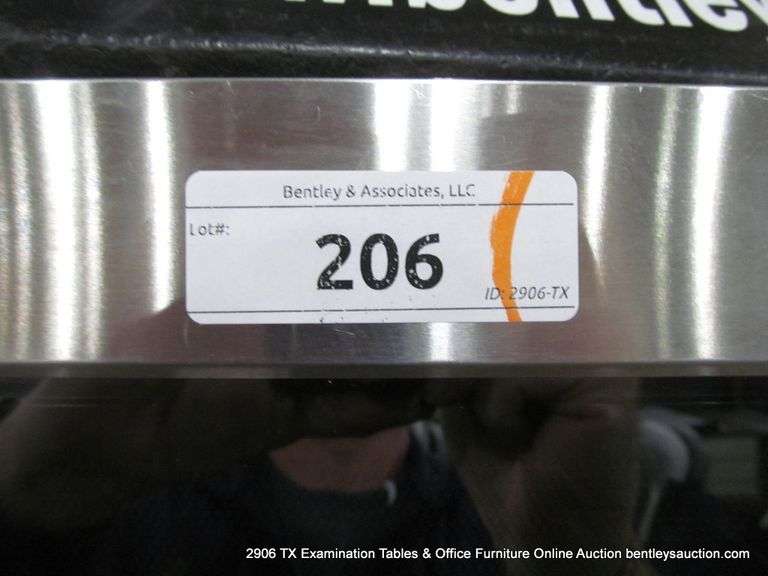 Bentley & Associates, LLC
Lot#:
206
ID: 2906-TX
2906 TX Examination Tables & Office Furniture Online Auction bentleysauction.com